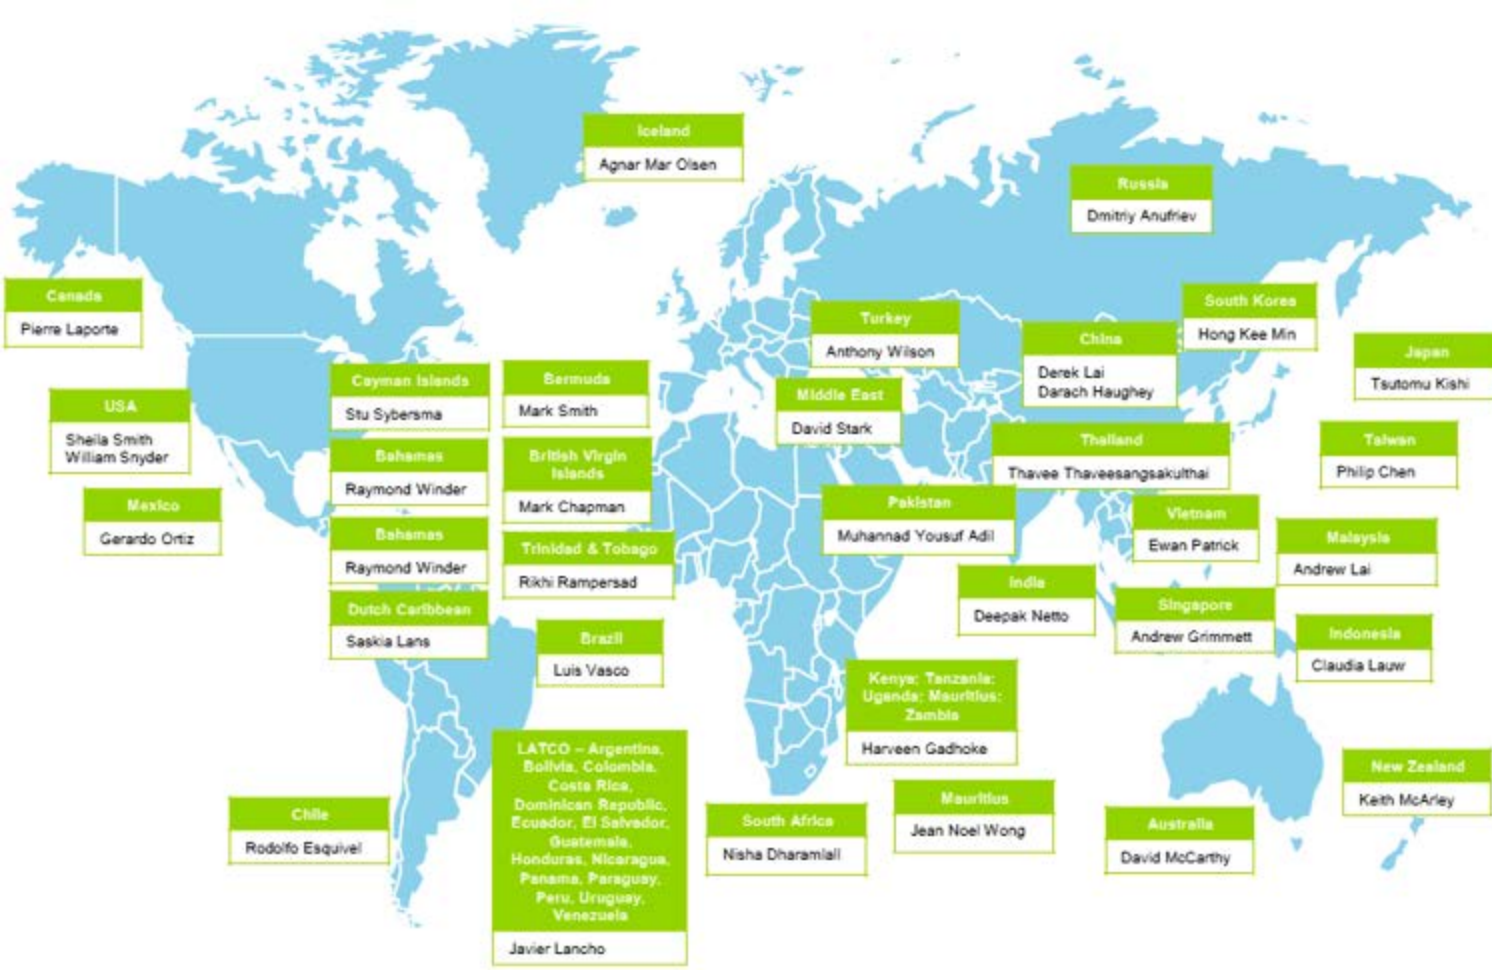 Iceland
Agnar Mar Olsen
Russia
Dmitriy Anufriev
Canada
Pierre Laporte
South Korea
Hong Kee Min
Turkey
Anthony Wilson
China
Derek Lai
Darach Haughey
Japan
Tsutomu Kishi
Cayman Islands
Stu Sybersma
Bermuda
Mark Smith
Middle East
David Stark
USA
Sheila Smith
William Snyder
Thailand
Thavee Thaveesangsakulthai
Taiwan
Philip Chen
Bahamas
Raymond Winder
British Virgin
Islands
Mark Chapman
Mexico
Gerardo Ortiz
Pakistan
Muhannad Yousuf Adil
Vietnam
Ewan Patrick
Malaysia
Andrew Lai
Bahamas
Raymond Winder
Trinidad & Tobago
Rikhi Rampersad
India
Deepak Netto
Singapore
Andrew Grimmett
Dutch Caribbean
Saskia Lans
Brazil
Luis Vasco
Indonesia
Claudia Lauw
Kenya; Tanzania;
Uganda; Mauritius;
Zambia
Harveen Gadhoke
LATCO – Argentina,
Bolivia, Colombia,
Costa Rica,
Dominican Republic,
Ecuador, El Salvador,
Guatemala,
Honduras, Nicaragua,
Panama, Paraguay,
Peru, Uruguay,
Venezuela
Javier Lancho
New Zealand
Keith McArley
Mauritius
Jean Noel Wong
Chile
Rodolfo Esquivel
South Africa
Nisha Dharamlall
Australia
David McCarthy